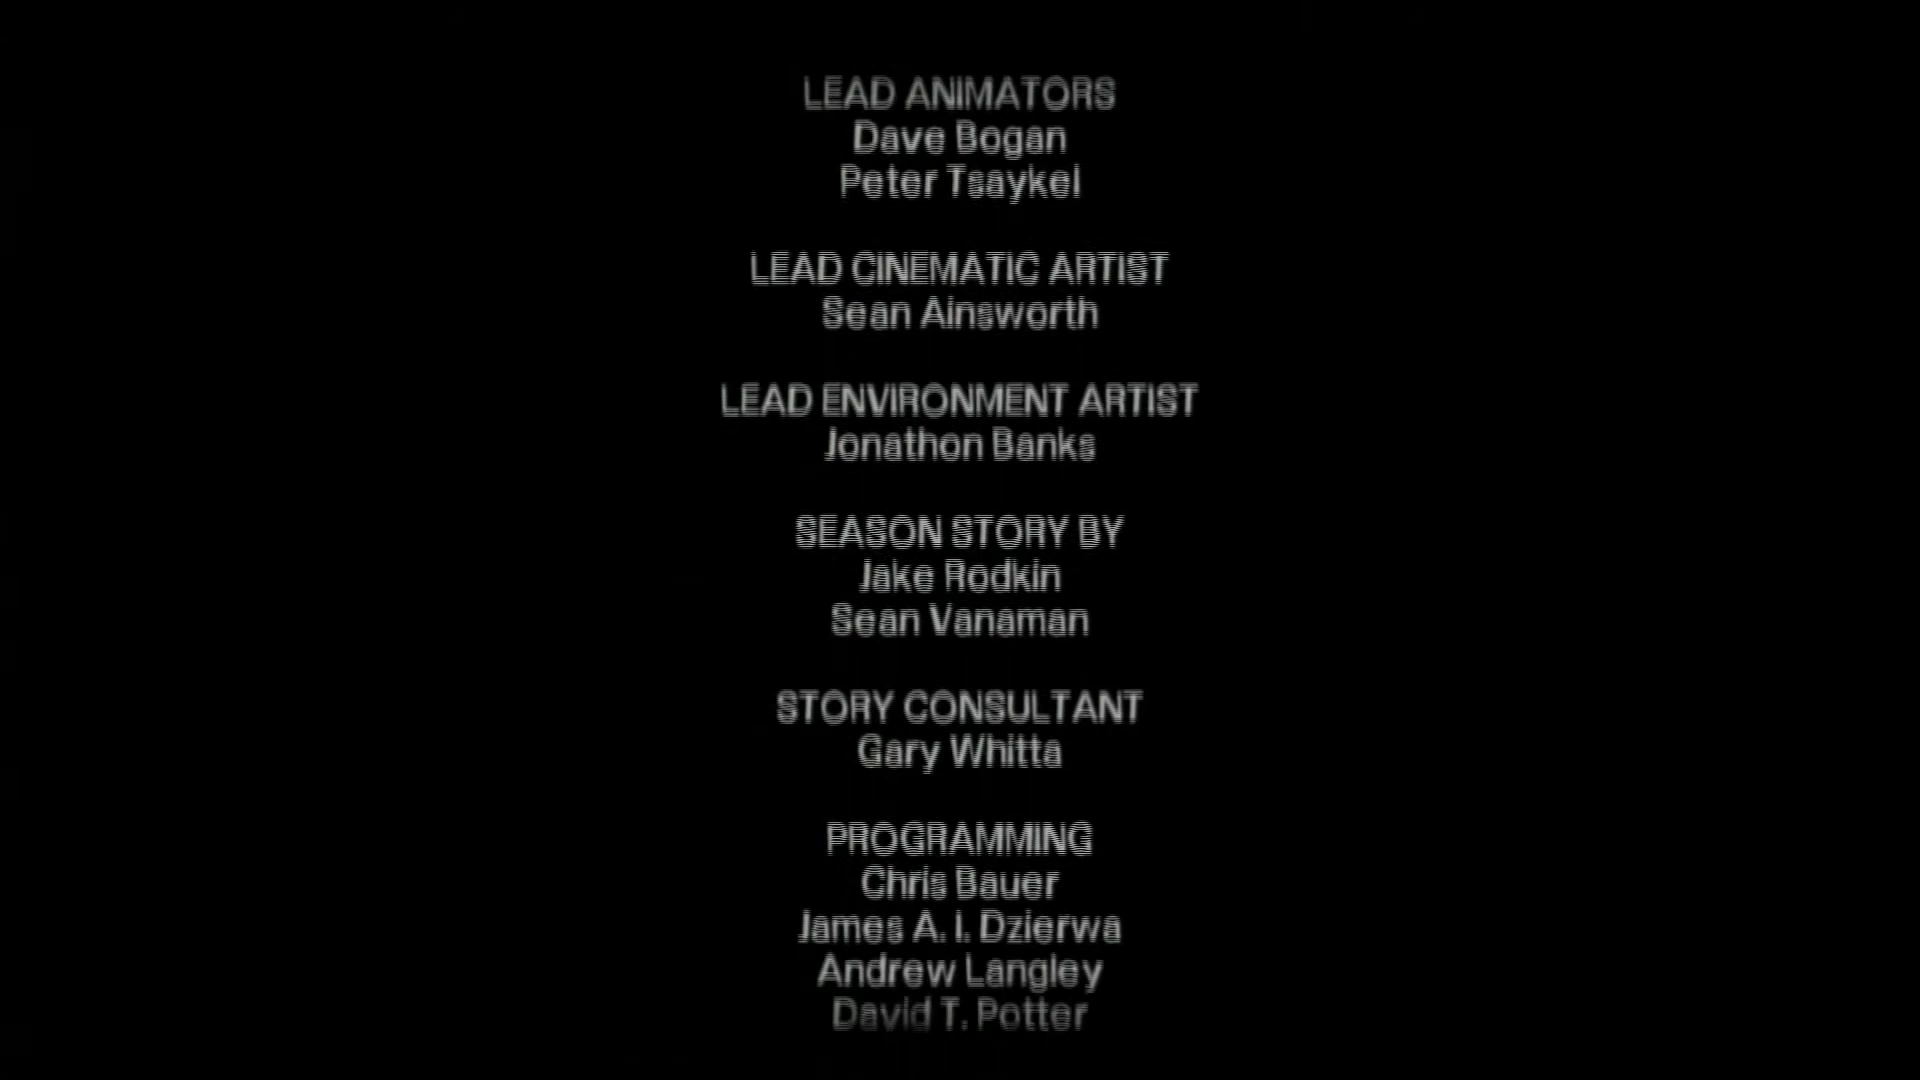 LEAD ANIMATORS
Dave Bogan
Peter Tsaykel
LEAD CINEMATIC ARTIST
Sean Ainsworth
LEAD ENVIRONMENT ARTIST
Jonathon Banks
SEASON STORY BY
Jake Rodkin
Sean Vanaman
STORY CONSULTANT
Gary Whitta
PROGRAMMING
Chris Bauer
James A. I. Dzierwa
Andrew Langley
David T. Potter